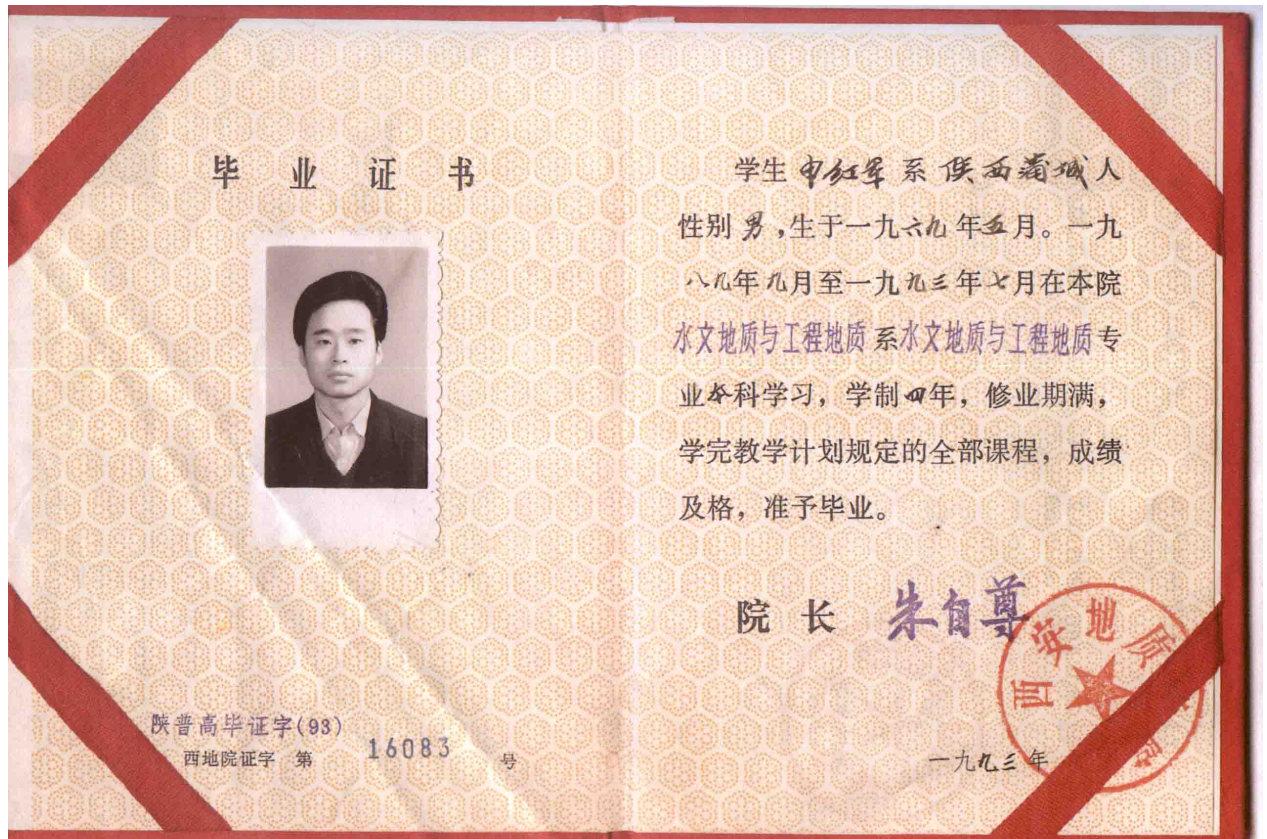 毕业证书
陕普高毕证字(93)
西地院证字 第 16083 号
学生 申红军 系 陕西蒲城 人
性别 男,生于一九六九年五月。一九
八九年九月至一九九三年七月在本院
水文地质与工程地质系水文地质与工程地质专
业本科学习，学制四年，修业期满，
学完教学计划规定的全部课程，成绩
及格，准予毕业。
院长 朱自尊
西安地质
院
一九九三年